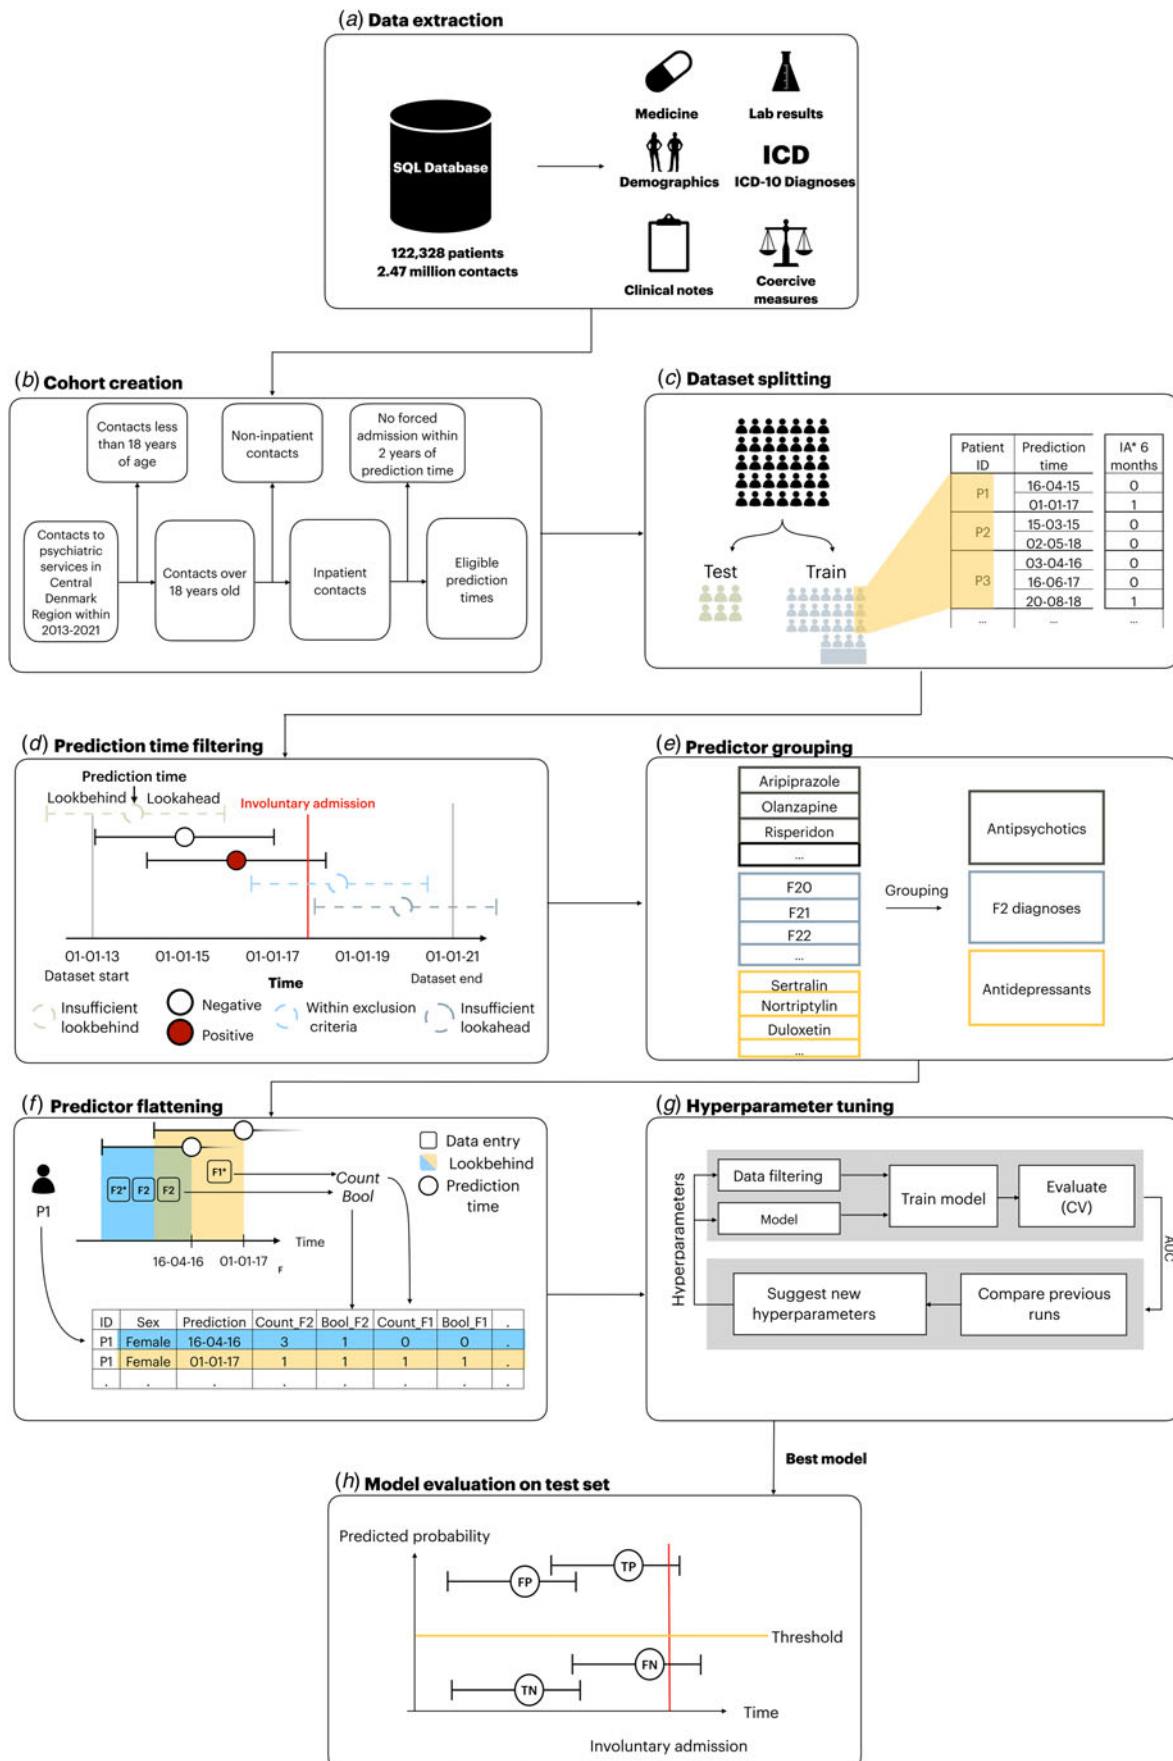 (a) Data extraction
SQL Database
122,328 patients
2.47 million contacts
Medicine
Lab results
Demographics
ICD
ICD-10 Diagnoses
Clinical notes
Coercive
measures
(b) Cohort creation
Contacts less
than 18 years
of age
Non-inpatient
contacts
No forced
admission within
2 years of
prediction time
Contacts to
psychiatric
services in
Central
Denmark
Region within
2013-2021
Contacts over
18 years old
Inpatient
contacts
Eligible
prediction
times
(c) Dataset splitting
Test
Train
Patient
ID
Prediction
time
IA* 6
months
P1
16-04-15
0
01-01-17
1
P2
15-03-15
0
02-05-18
0
P3
03-04-16
0
16-06-17
0
20-08-18
1
...
...
...
(d) Prediction time filtering
Prediction time
Lookbehind
Lookahead
Involuntary admission
01-01-13
01-01-15
01-01-17
01-01-19
01-01-21
Dataset start
Time
Dataset end
Insufficient
lookbehind
Negative
Positive
Within exclusion
criteria
Insufficient
lookahead
(e) Predictor grouping
Aripiprazole
Olanzapine
Risperidon
...
F20
F21
F22
...
Sertralin
Nortriptylin
Duloxetin
...
Grouping
Antipsychotics
F2 diagnoses
Antidepressants
(f) Predictor flattening
P1
F2*
F2
F2
F1*
Count
Bool
Data entry
Lookbehind
Prediction
time
Time
16-04-16
01-01-17
F
ID Sex Prediction Count_F2 Bool_F2 Count_F1 Bool_F1 .
P1 Female 16-04-16 3 1 0 0 .
P1 Female 01-01-17 1 1 1 1 .
. . . . . . . .
(g) Hyperparameter tuning
Hyperparameters
Data filtering
Model
Train model
Evaluate
(CV)
AUC
Suggest new
hyperparameters
Compare previous
runs
Best model
(h) Model evaluation on test set
Predicted probability
FP
TP
Threshold
FN
TN
Time
Involuntary admission